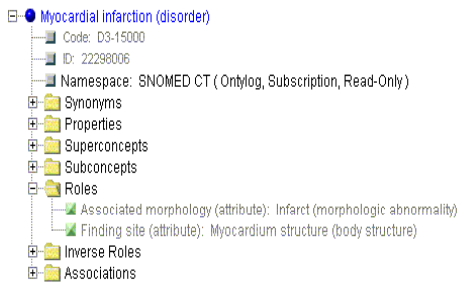 Myocardial infarction (disorder)
Code: D3-15000
ID: 22298006
Namespace: SNOMED CT ( Ontylog, Subscription, Read-Only )
Synonyms
Properties
Superconcepts
Subconcepts
Roles
Associated morphology (attribute): Infarct (morphologic abnormality)
Finding site (attribute): Myocardium structure (body structure)
Inverse Roles
Associations